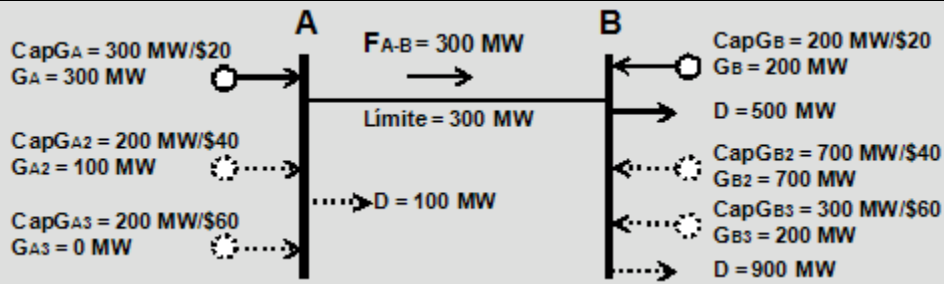 A
B
CapGA = 300 MW/$20
GA = 300 MW
FA-B = 300 MW
Límite = 300 MW
CapGB = 200 MW/$20
GB = 200 MW
D = 500 MW
CapGA2 = 200 MW/$40
GA2 = 100 MW
D = 100 MW
CapGB2 = 700 MW/$40
GB2 = 700 MW
CapGA3 = 200 MW/$60
GA3 = 0 MW
CapGB3 = 300 MW/$60
GB3 = 200 MW
D = 900 MW